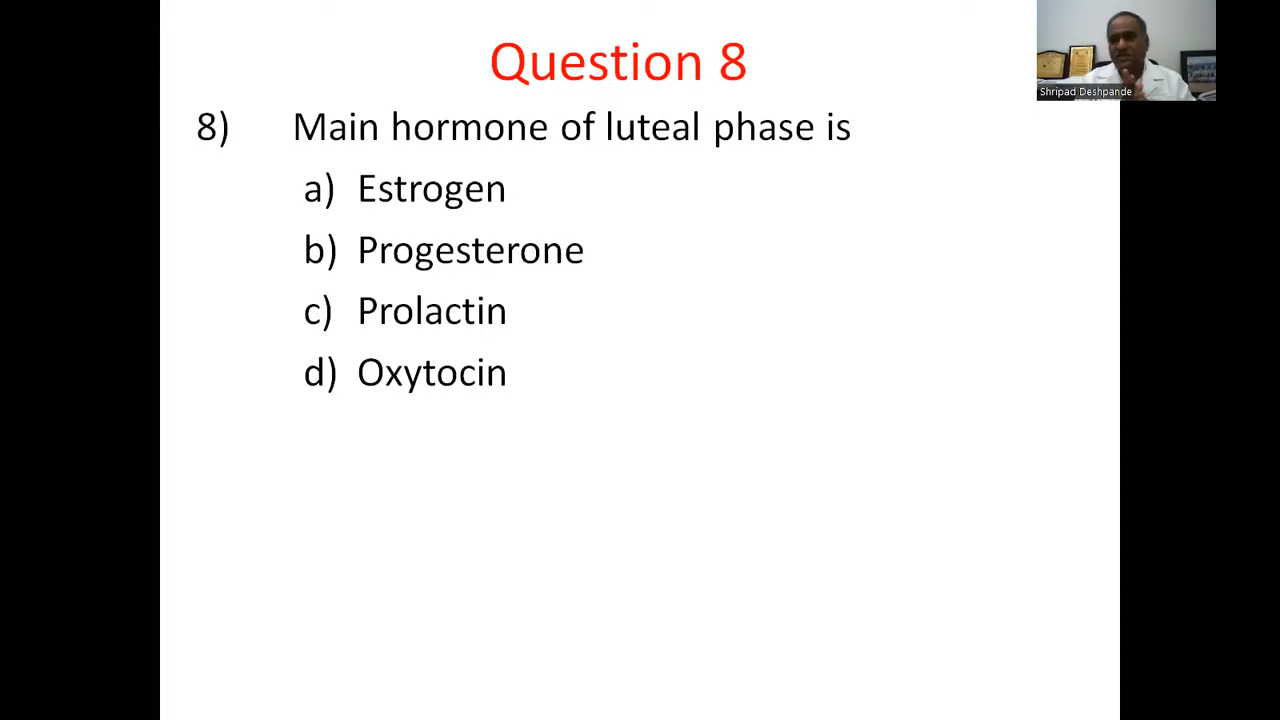 Question 8
Shripad Deshpande
8) Main hormone of luteal phase is
a) Estrogen
b) Progesterone
c) Prolactin
d) Oxytocin